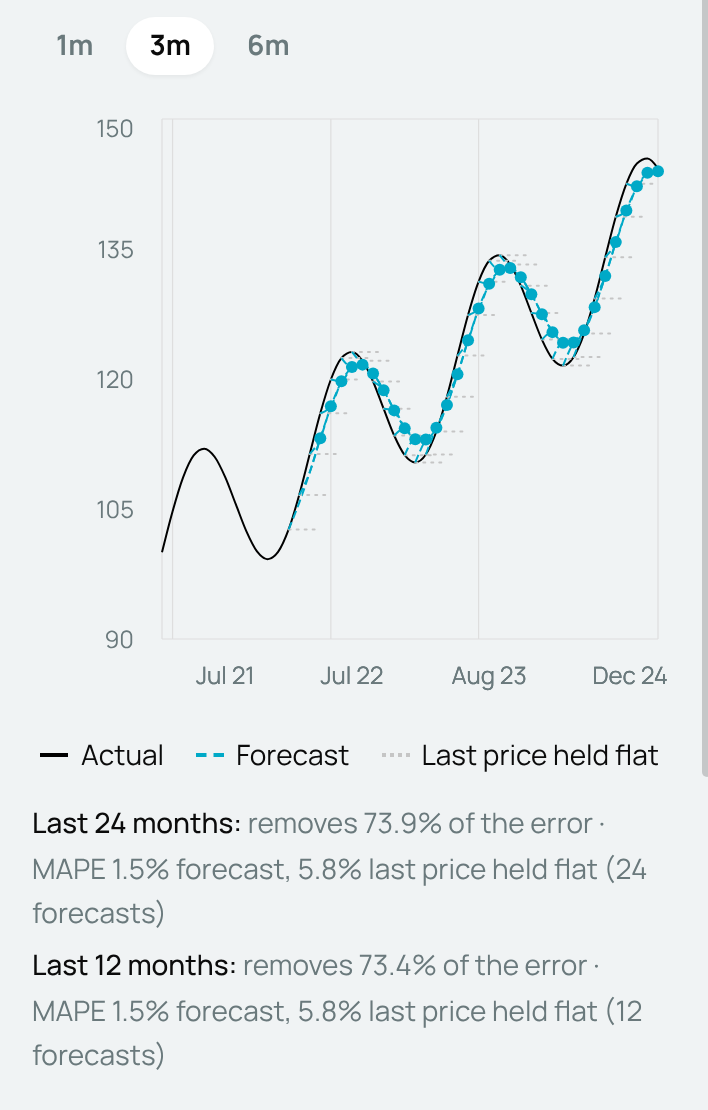 1m 3m 6m
150
135
120
105
90
Jul 21 Jul 22 Aug 23 Dec 24
Actual Forecast Last price held flat
Last 24 months: removes 73.9% of the error ·
MAPE 1.5% forecast, 5.8% last price held flat (24
forecasts)
Last 12 months: removes 73.4% of the error ·
MAPE 1.5% forecast, 5.8% last price held flat (12
forecasts)